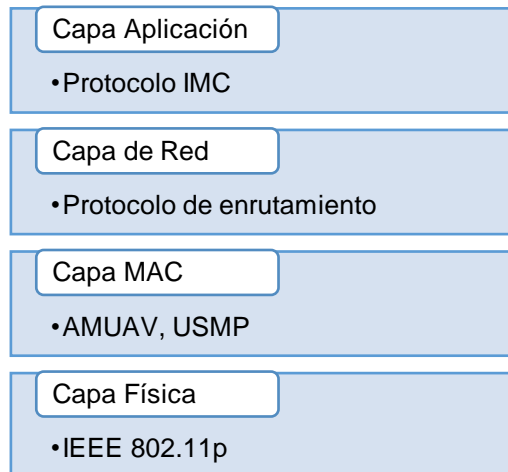 Capa Aplicación
•Protocolo IMC
Capa de Red
•Protocolo de enrutamiento
Capa MAC
•AMUAV, USMP
Capa Física
•IEEE 802.11p